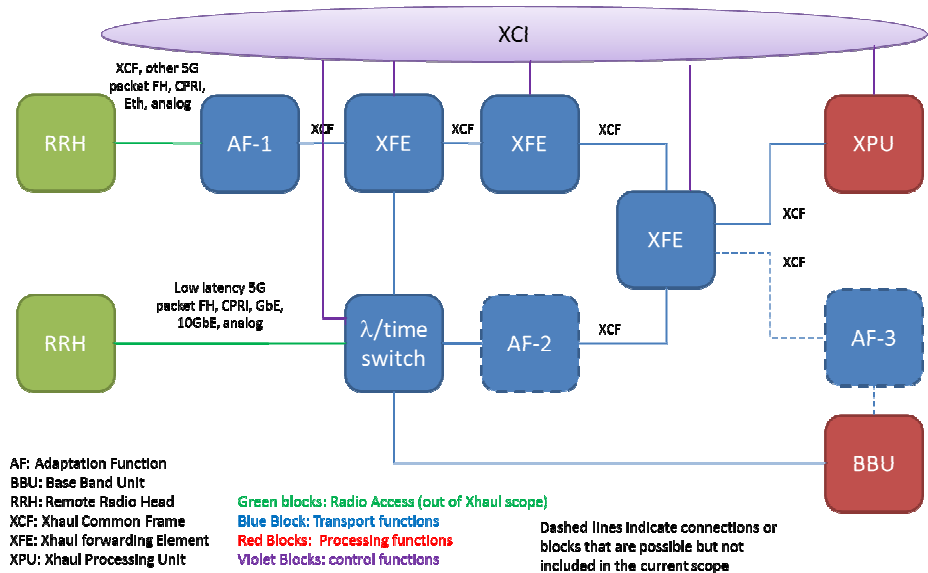 XCI
XCF, other 5G
packet FH, CPRI,
Eth, analog
RRH
AF-1
XCF
XFE
XCF
XFE
XCF
XPU
XFE
XCF
XCF
Low latency 5G
packet FH, CPRI, GbE,
10GbE, analog
RRH
λ/time
switch
AF-2
XCF
AF-3
BBU
AF: Adaptation Function
BBU: Base Band Unit
RRH: Remote Radio Head
XCF: Xhaul Common Frame
XFE: Xhaul forwarding Element
XPU: Xhaul Processing Unit
Green blocks: Radio Access (out of Xhaul scope)
Blue Block: Transport functions
Red Blocks:  Processing functions
Violet Blocks: control functions
Dashed lines indicate connections or
blocks that are possible but not
included in the current scope